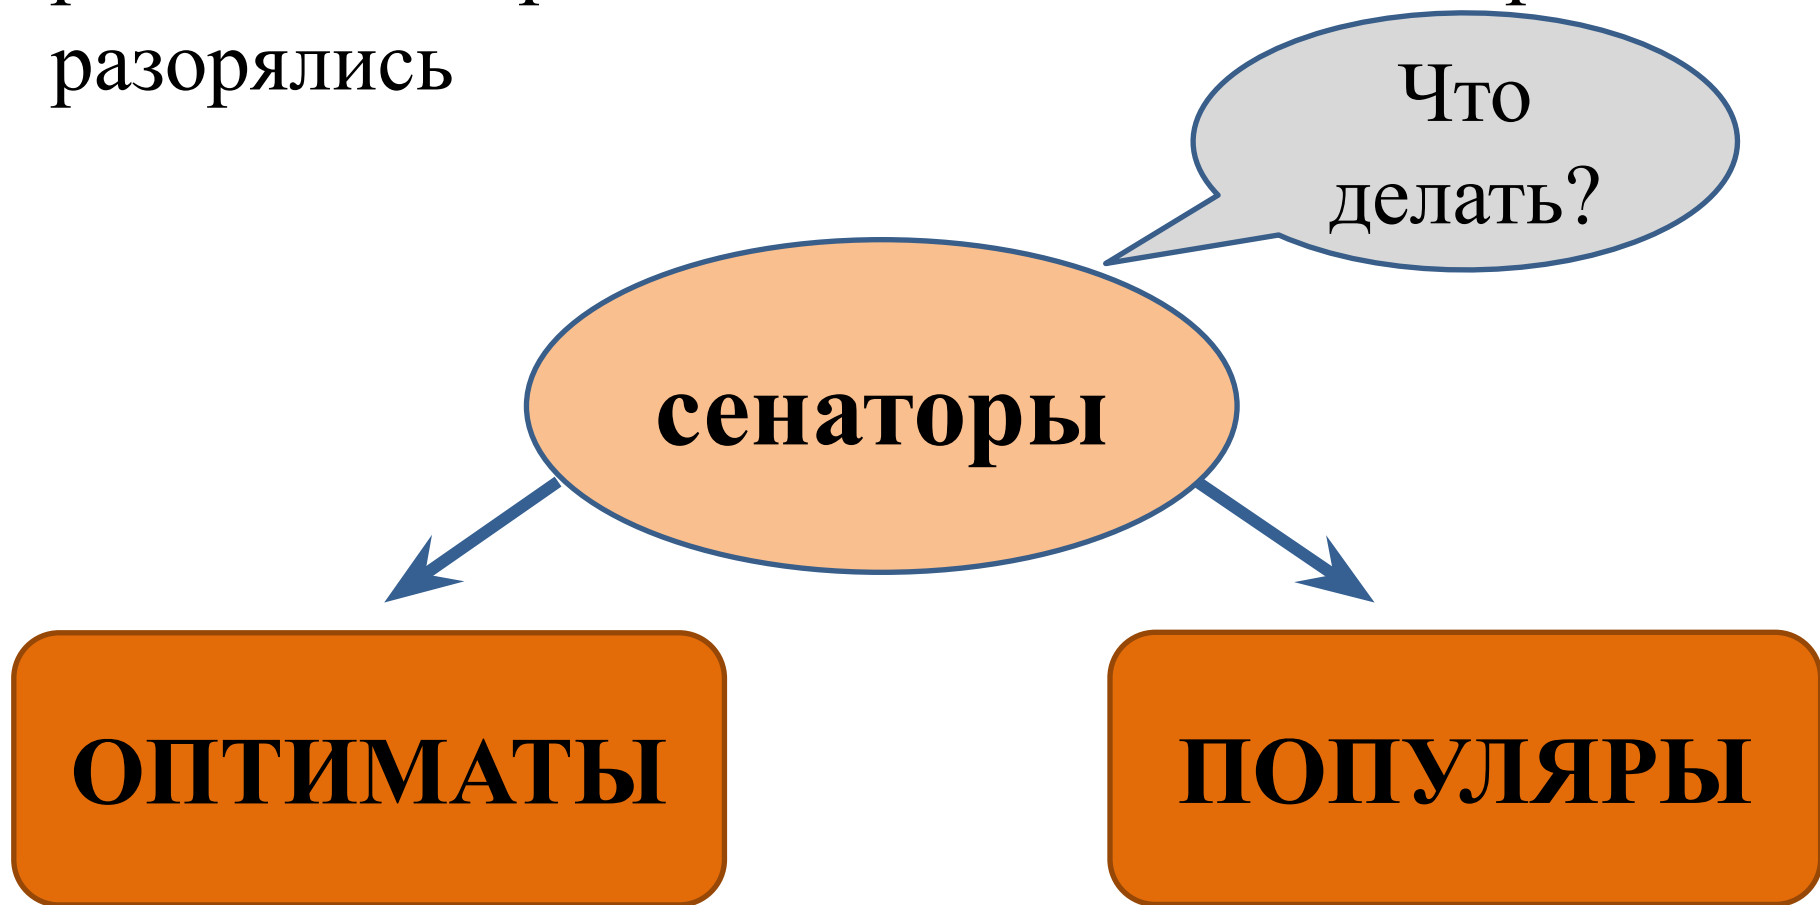 разорялись
Что
делать?
сенаторы
ОПТИМАТЫ
ПОПУЛЯРЫ